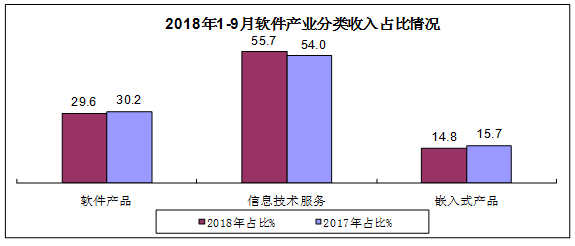 2018年1-9月软件产业分类收入占比情况
55.7 54.0
29.6 30.2
14.8 15.7
软件产品 信息技术服务 嵌入式产品
2018年占比% 2017年占比%